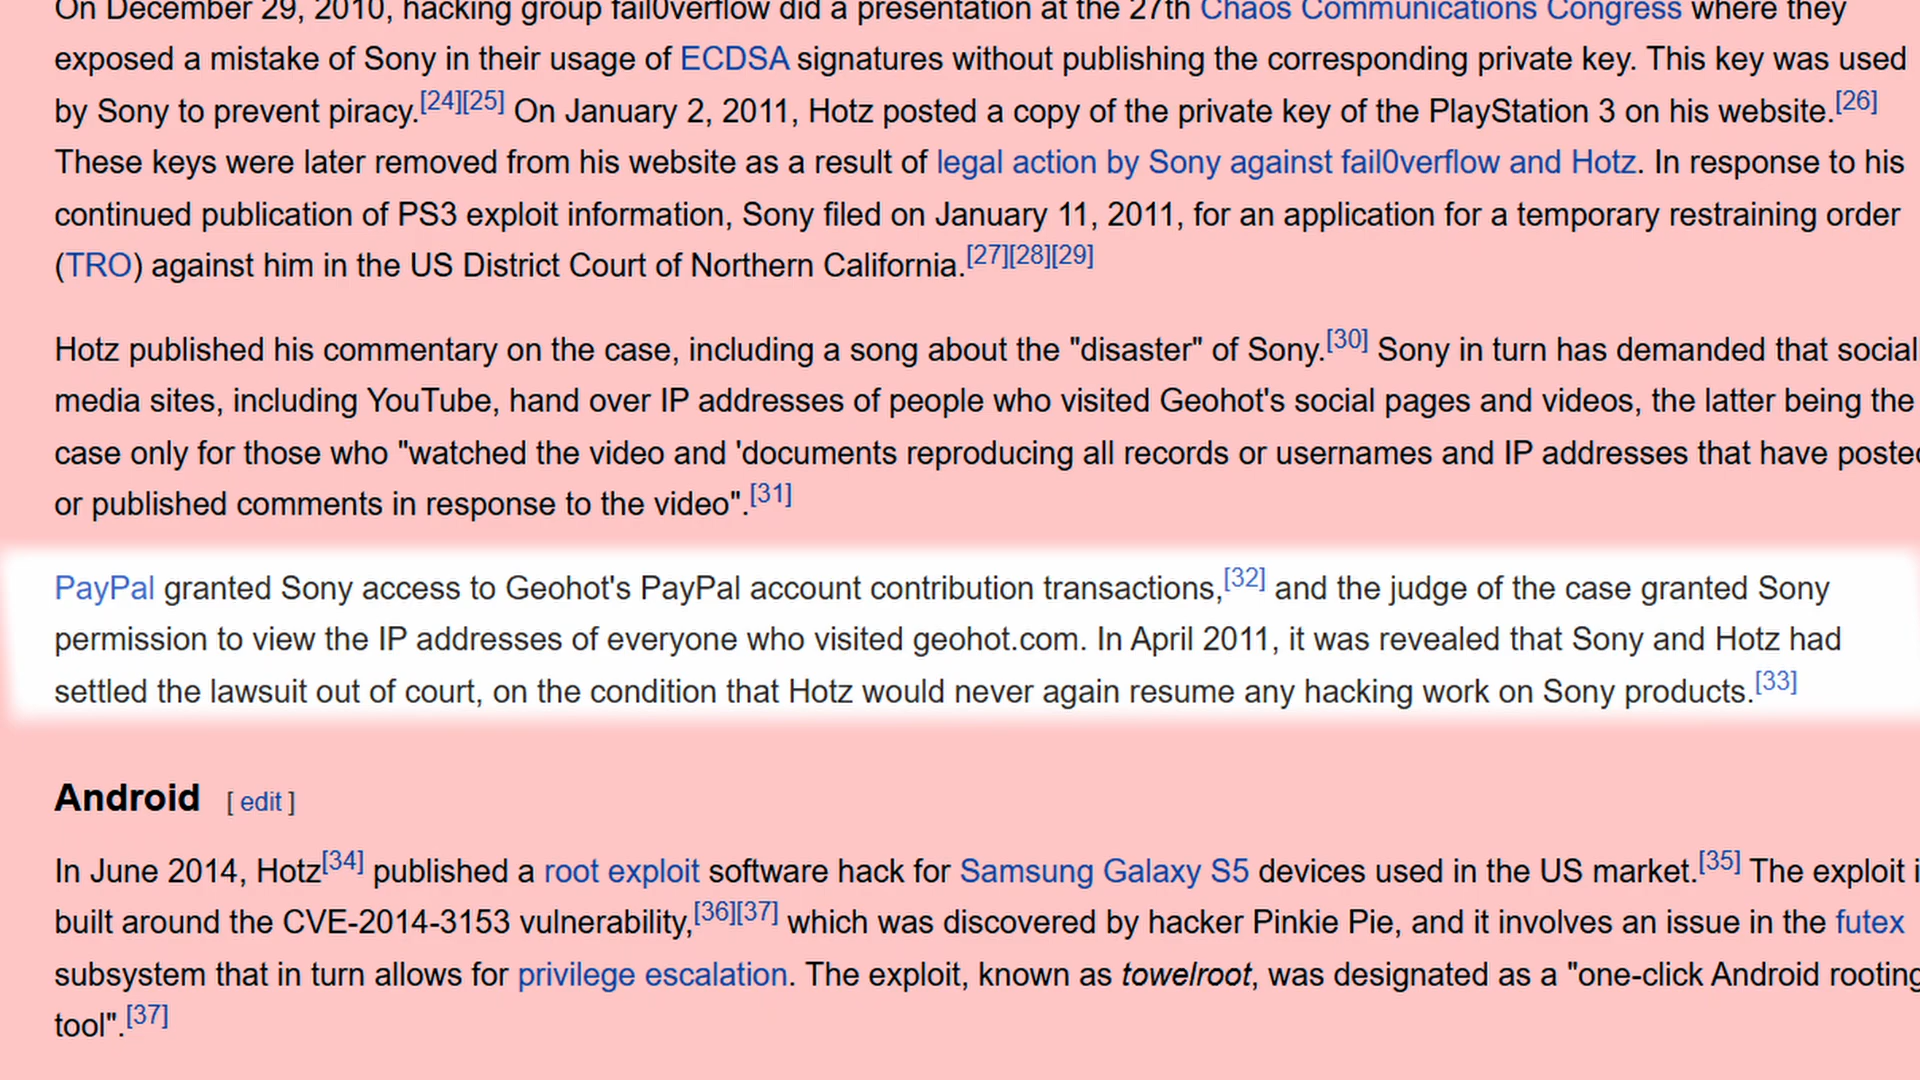 On December 29, 2010, hacking group fail0verflow did a presentation at the 27th Chaos Communications Congress where they
exposed a mistake of Sony in their usage of ECDSA signatures without publishing the corresponding private key. This key was used
by Sony to prevent piracy.[24][25] On January 2, 2011, Hotz posted a copy of the private key of the PlayStation 3 on his website.[26]
These keys were later removed from his website as a result of legal action by Sony against fail0verflow and Hotz. In response to his
continued publication of PS3 exploit information, Sony filed on January 11, 2011, for an application for a temporary restraining order
(TRO) against him in the US District Court of Northern California.[27][28][29]
Hotz published his commentary on the case, including a song about the "disaster" of Sony.[30] Sony in turn has demanded that social
media sites, including YouTube, hand over IP addresses of people who visited Geohot's social pages and videos, the latter being the
case only for those who "watched the video and 'documents reproducing all records or usernames and IP addresses that have posted
or published comments in response to the video".[31]
PayPal granted Sony access to Geohot's PayPal account contribution transactions,[32] and the judge of the case granted Sony
permission to view the IP addresses of everyone who visited geohot.com. In April 2011, it was revealed that Sony and Hotz had
settled the lawsuit out of court, on the condition that Hotz would never again resume any hacking work on Sony products.[33]
Android [ edit ]
In June 2014, Hotz[34] published a root exploit software hack for Samsung Galaxy S5 devices used in the US market.[35] The exploit i
built around the CVE-2014-3153 vulnerability,[36][37] which was discovered by hacker Pinkie Pie, and it involves an issue in the futex
subsystem that in turn allows for privilege escalation. The exploit, known as towelroot, was designated as a "one-click Android rooting
tool".[37]